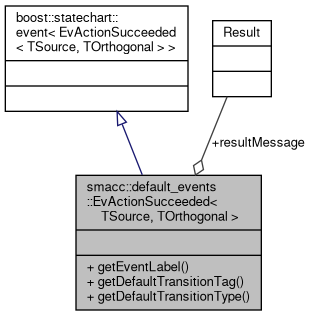 boost::statechart::
event< EvActionSucceeded
< TSource, TOrthogonal > >
Result
+resultMessage
smacc::default_events
::EvActionSucceeded<
TSource, TOrthogonal >
+ getEventLabel()
+ getDefaultTransitionTag()
+ getDefaultTransitionType()